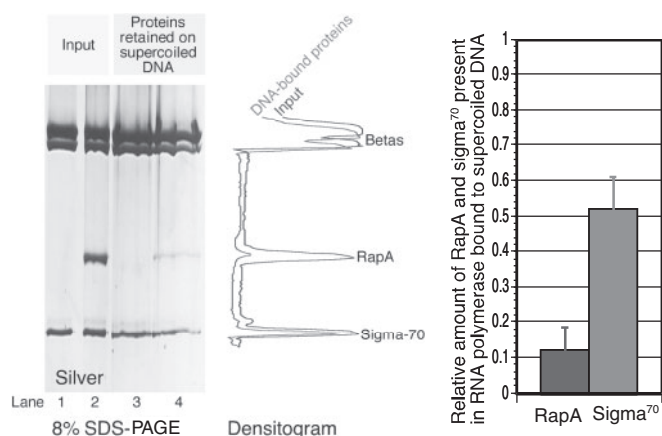 Input
Proteins
retained on
supercoiled
DNA
Silver
Lane 1 2 3 4
8% SDS-PAGE
DNA-bound proteins
Input
Betas
RapA
Sigma-70
Densitogram
Relative amount of RapA and sigma⁷⁰ present
in RNA polymerase bound to supercoiled DNA
1
0.9
0.8
0.7
0.6
0.5
0.4
0.3
0.2
0.1
0
RapA Sigma⁷⁰